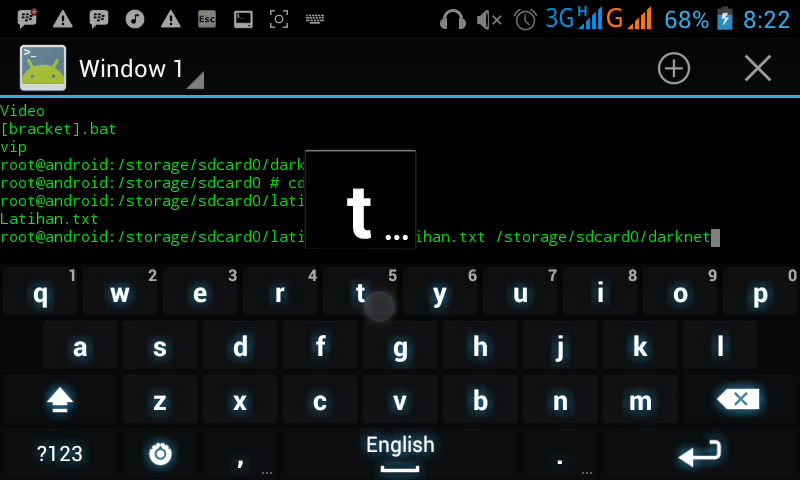 Esc 3G H G 68% 8:22
>_ Window 1
Video
[bracket].bat
vip
root@android:/storage/sdcard0/dark
root@android:/storage/sdcard0 # cd
root@android:/storage/sdcard0/lati
Latihan.txt
root@android:/storage/sdcard0/lati ihan.txt /storage/sdcard0/darknet
t ...
1 2 3 4 5 6 7 8 9 0
q w e r t y u i o p
a s d f g h j k l
z x c v b n m
?123 , ... English . ...